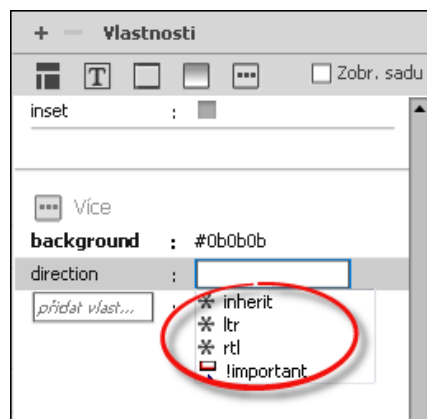 + − Vlastnosti
T Zobr. sadu
inset :
Více
background : #0b0b0b
direction :
přidat vlast... :
inherit
ltr
rtl
!important